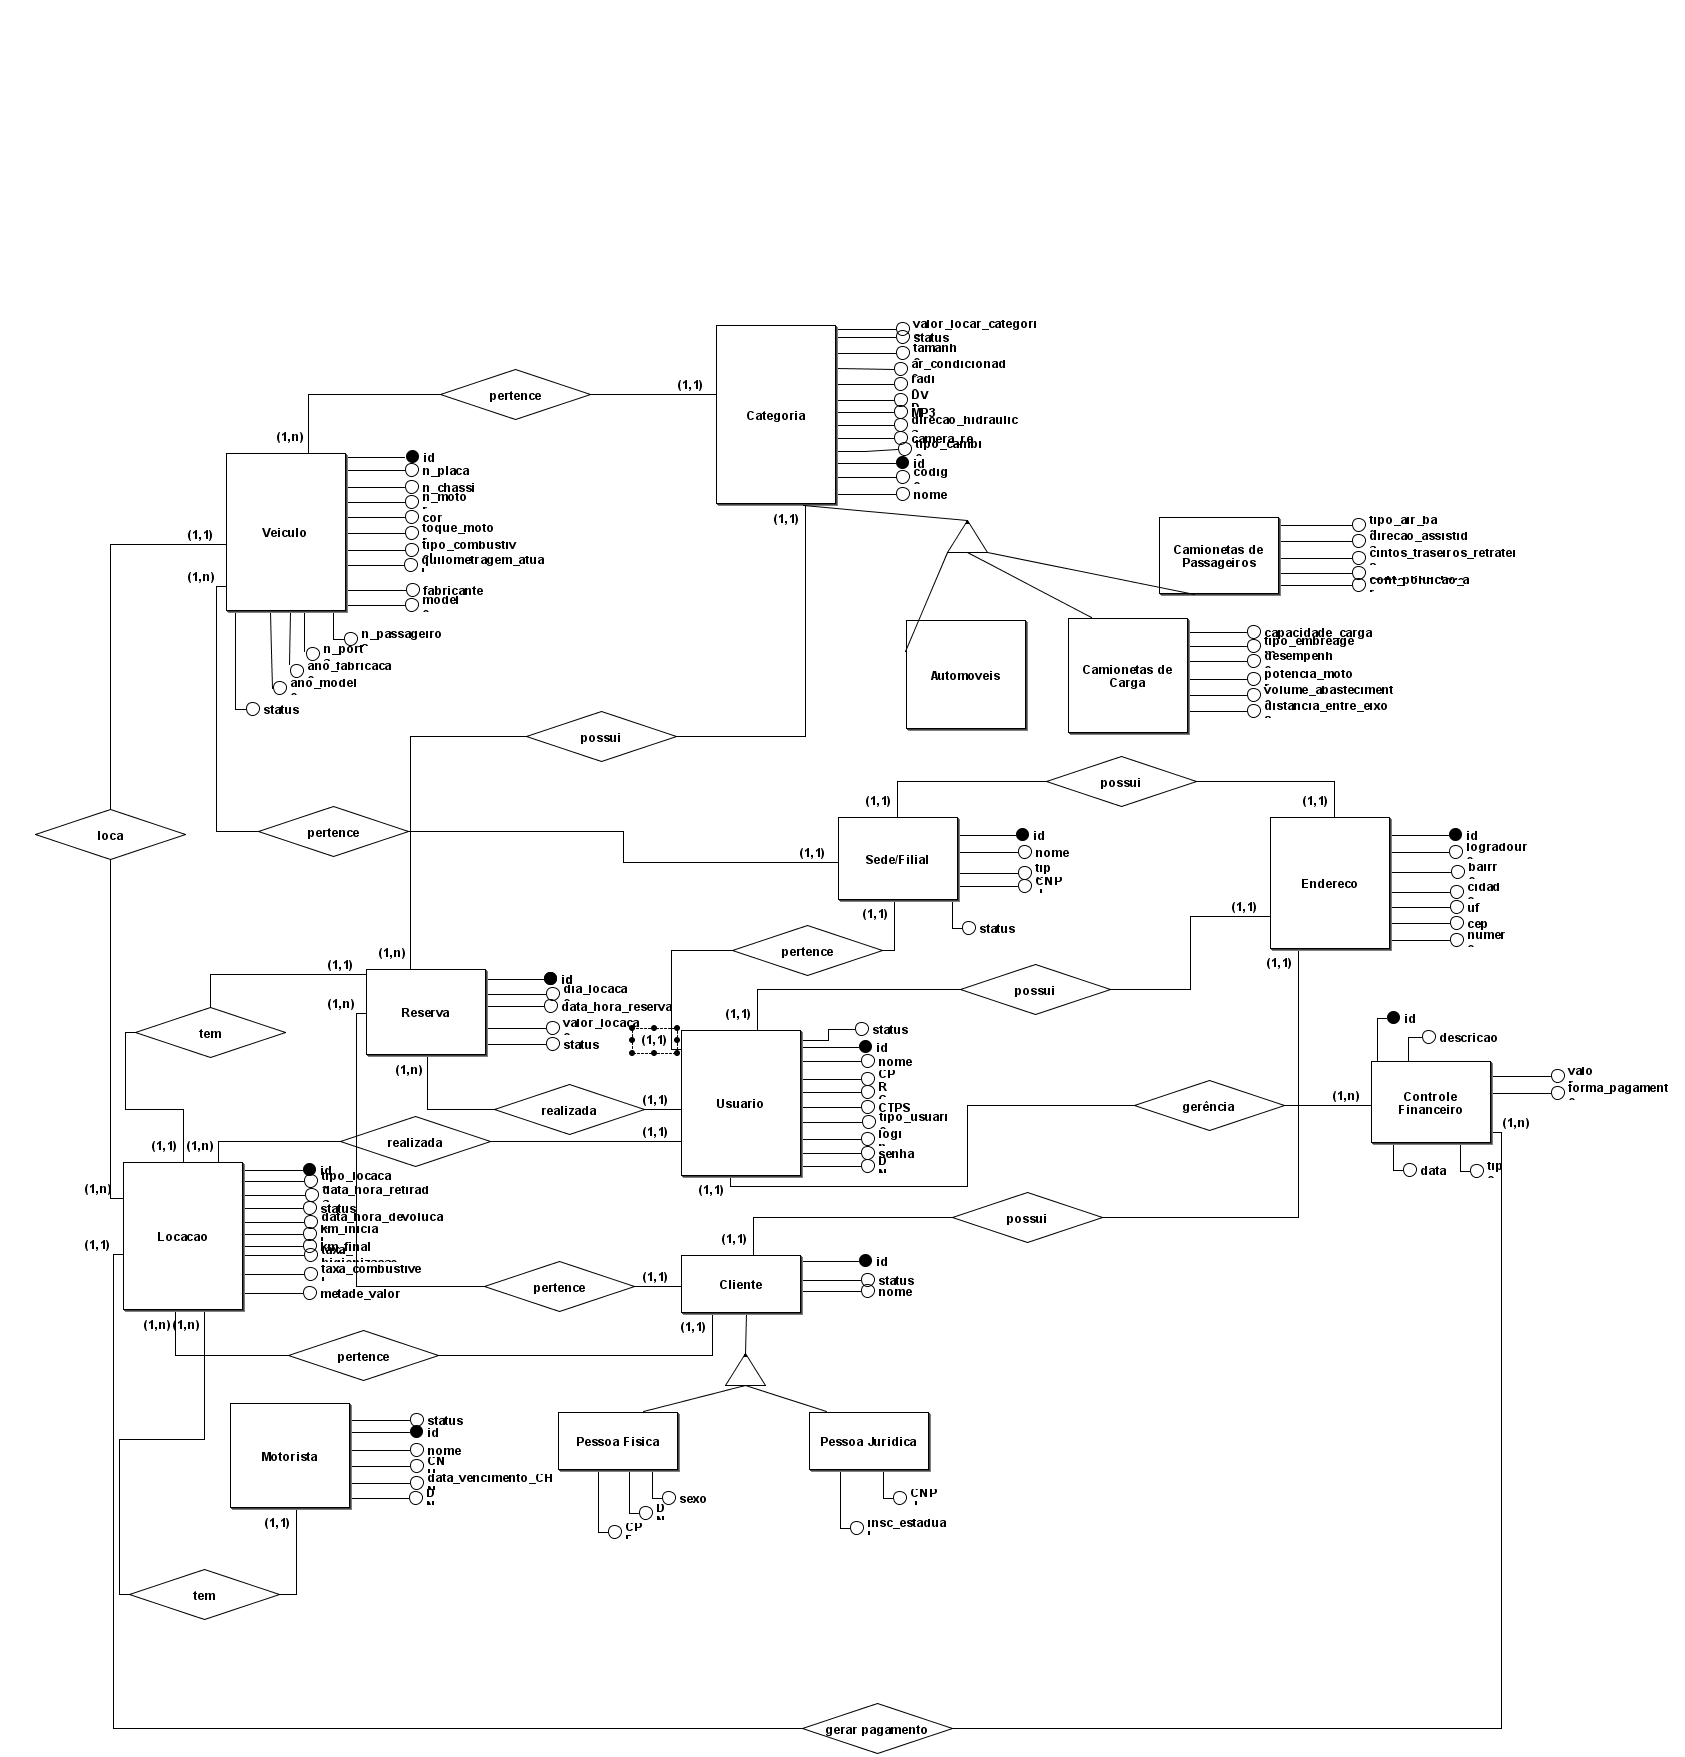 valor_locar_categori
status
tamanh
ar_condicionad
radi
DV
MP3
direcao_hidraulic
camera_re
tipo_cambi
id
codig
nome
Categoria
pertence
(1,1)
(1,n)
(1,1)
Veiculo
id
n_placa
n_chassi
n_moto
cor
toque_moto
tipo_combustiv
quilometragem_atua
fabricante
model
n_passageiro
n_port
ano_fabricaca
ano_model
status
(1,1)
(1,n)
Camionetas de
Passageiros
tipo_air_ba
direcao_assistid
cintos_traseiros_retratei
cont_poluicao_a
Automoveis
Camionetas de
Carga
capacidade_carga
tipo_embreage
desempenh
potencia_moto
volume_abasteciment
distancia_entre_eixo
possui
possui
loca
pertence
(1,1)
(1,1)
(1,1)
Sede/Filial
id
nome
tip
CNP
status
(1,1)
Endereco
id
logradour
bairr
cidad
uf
cep
numer
(1,1)
(1,1)
pertence
possui
(1,n)
(1,1)
(1,n)
tem
Reserva
id
dia_locaca
data_hora_reserva
valor_locaca
status
(1,n)
(1,1)
(1,1)
Usuario
status
id
nome
CP
R
CTPS
tipo_usuari
logi
senha
D
(1,1)
realizada
(1,1)
realizada
(1,1)
gerência
(1,n)
id
descricao
Controle
Financeiro
valo
forma_pagament
(1,n)
data
tip
(1,1)
(1,n)
(1,n)
(1,1)
Locacao
id
tipo_locaca
data_hora_retirad
status
data_hora_devoluca
km_inicia
km_final
taxa_
taxa_combustive
metade_valor
(1,n)
(1,n)
possui
(1,1)
Cliente
id
status
nome
pertence
(1,1)
(1,1)
pertence
Motorista
status
id
nome
CN
data_vencimento_CH
D
(1,1)
Pessoa Fisica
sexo
D
CP
Pessoa Juridica
CNP
insc_estadua
tem
gerar pagamento